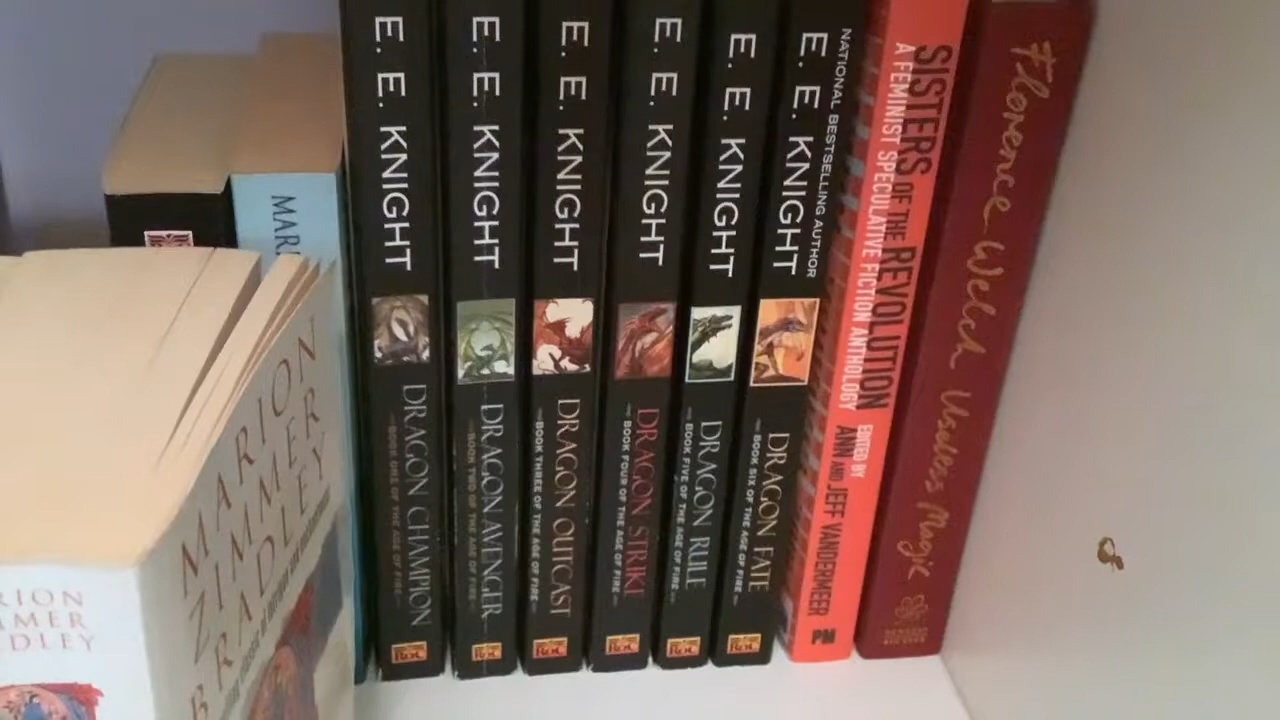 E. E. KNIGHT
DRAGON CHAMPION
BOOK ONE OF THE AGE OF FIRE
ROC
E. E. KNIGHT
DRAGON AVENGER
BOOK TWO OF THE AGE OF FIRE
ROC
E. E. KNIGHT
DRAGON OUTCAST
BOOK THREE OF THE AGE OF FIRE
ROC
E. E. KNIGHT
DRAGON STRIKE
BOOK FOUR OF THE AGE OF FIRE
ROC
E. E. KNIGHT
DRAGON RULE
BOOK FIVE OF THE AGE OF FIRE
ROC
NATIONAL BESTSELLING AUTHOR
E. E. KNIGHT
DRAGON FATE
BOOK SIX OF THE AGE OF FIRE
ROC
SISTERS OF THE REVOLUTION
A FEMINIST SPECULATIVE FICTION ANTHOLOGY
EDITED BY
ANN AND JEFF VANDERMEER
PM
Florence Welch Useless Magic
MARI
MARION
ZIMMER
BRADLEY
RION
MER
DLEY